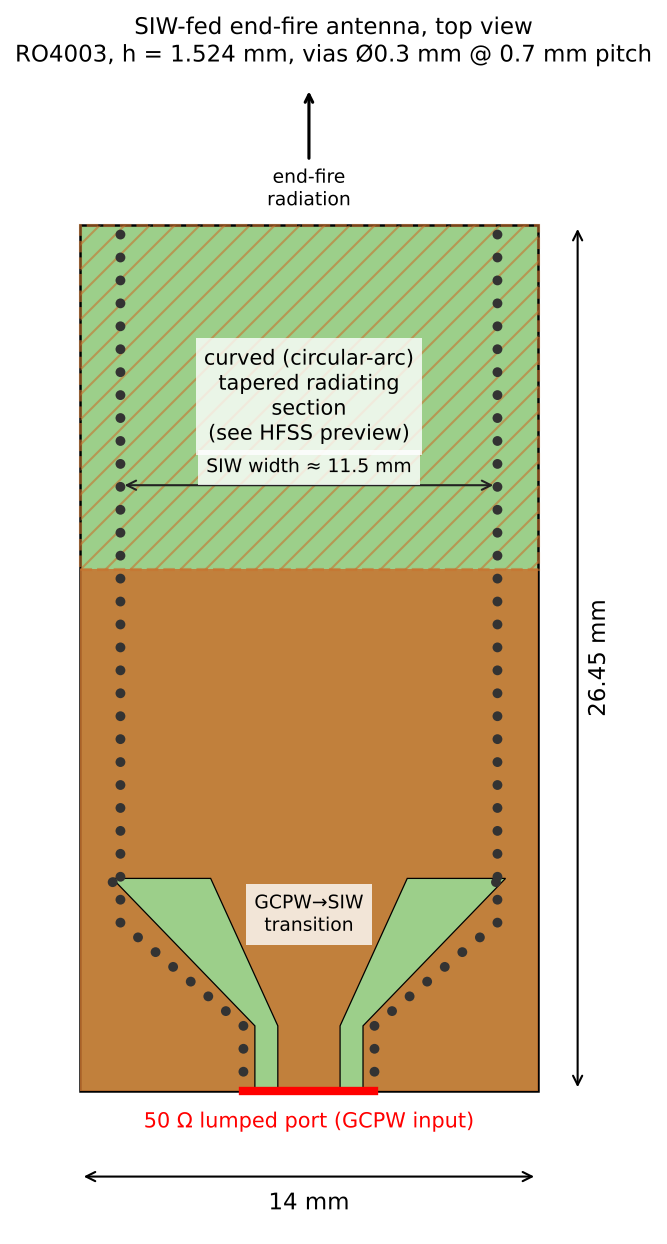 SIW-fed end-fire antenna, top view
RO4003, h = 1.524 mm, vias Ø0.3 mm @ 0.7 mm pitch
end-fire
radiation
curved (circular-arc)
tapered radiating
section
(see HFSS preview)
SIW width ≈ 11.5 mm
26.45 mm
GCPW→SIW
transition
50 Ω lumped port (GCPW input)
14 mm